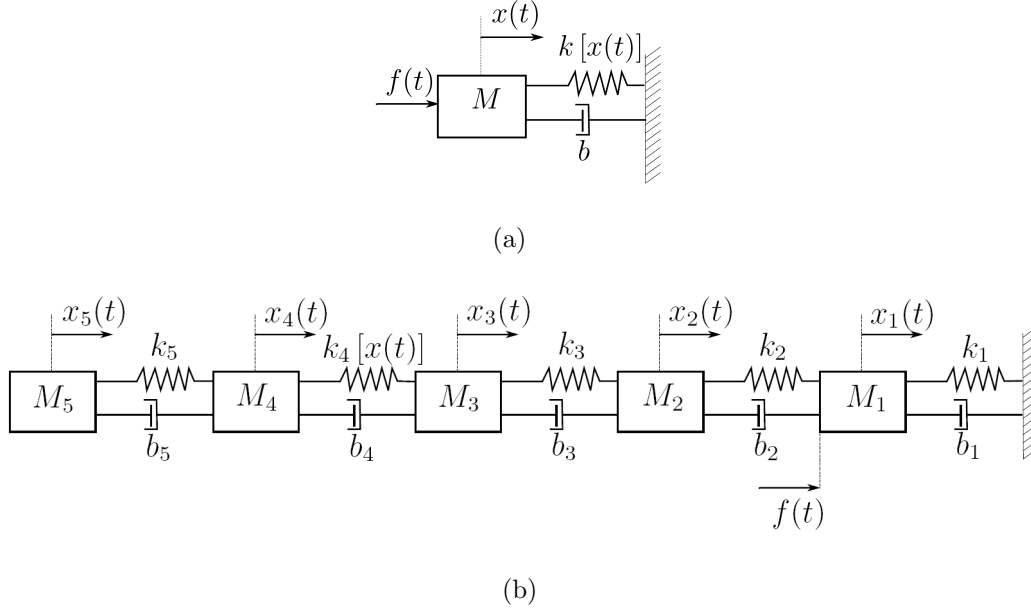 x(t)
k [x(t)]
f(t)
M
b
(a)
x₅(t) x₄(t) x₃(t) x₂(t) x₁(t)
k₅ k₄ [x(t)] k₃ k₂ k₁
M₅ M₄ M₃ M₂ M₁
b₅ b₄ b₃ b₂ b₁
f(t)
(b)